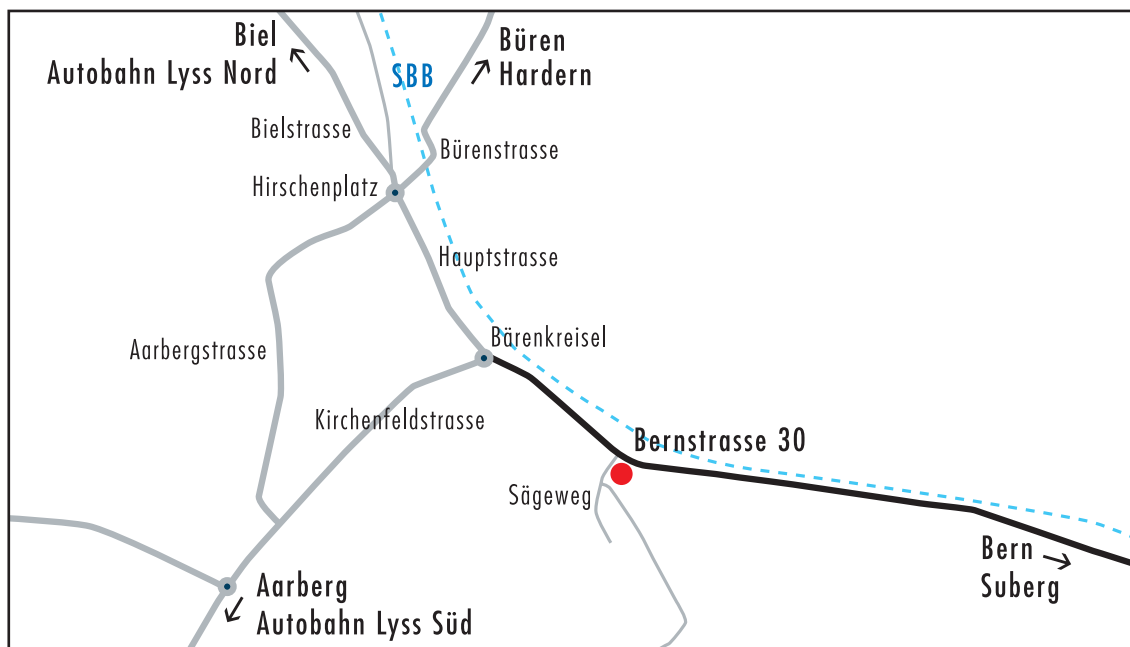 Biel
Autobahn Lyss Nord
SBB
Büren
Hardern
Bielstrasse
Bürenstrasse
Hirschenplatz
Hauptstrasse
Bärenkreisel
Aarbergstrasse
Kirchenfeldstrasse
Bernstrasse 30
Sägeweg
Bern
Suberg
Aarberg
Autobahn Lyss Süd